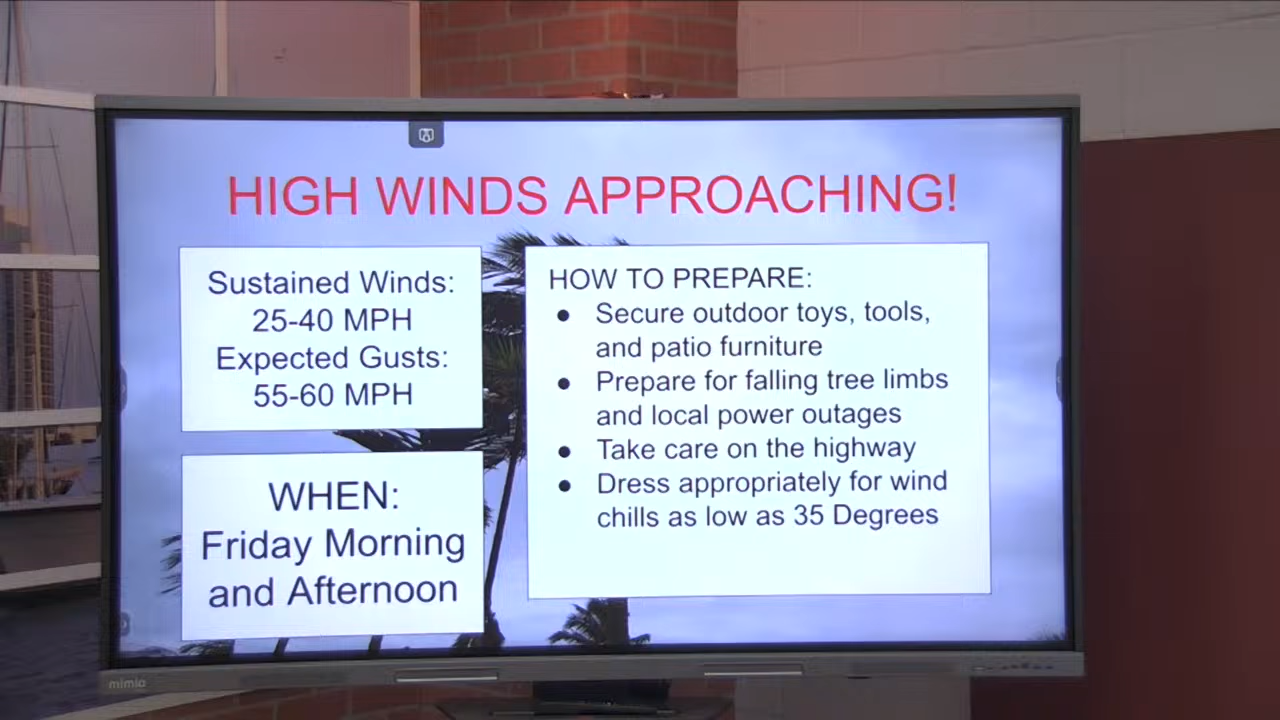 HIGH WINDS APPROACHING!
Sustained Winds:
25-40 MPH
Expected Gusts:
55-60 MPH
WHEN:
Friday Morning
and Afternoon
HOW TO PREPARE:
● Secure outdoor toys, tools,
and patio furniture
● Prepare for falling tree limbs
and local power outages
● Take care on the highway
● Dress appropriately for wind
chills as low as 35 Degrees
mimio